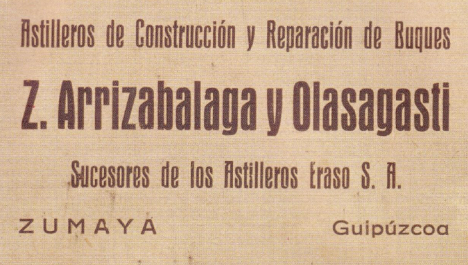 Astilleros de Construcción y Reparación de Buques
Z. Arrizabalaga y Olasagasti
Sucesores de los Astilleros Eraso S. A.
ZUMAYA Guipúzcoa